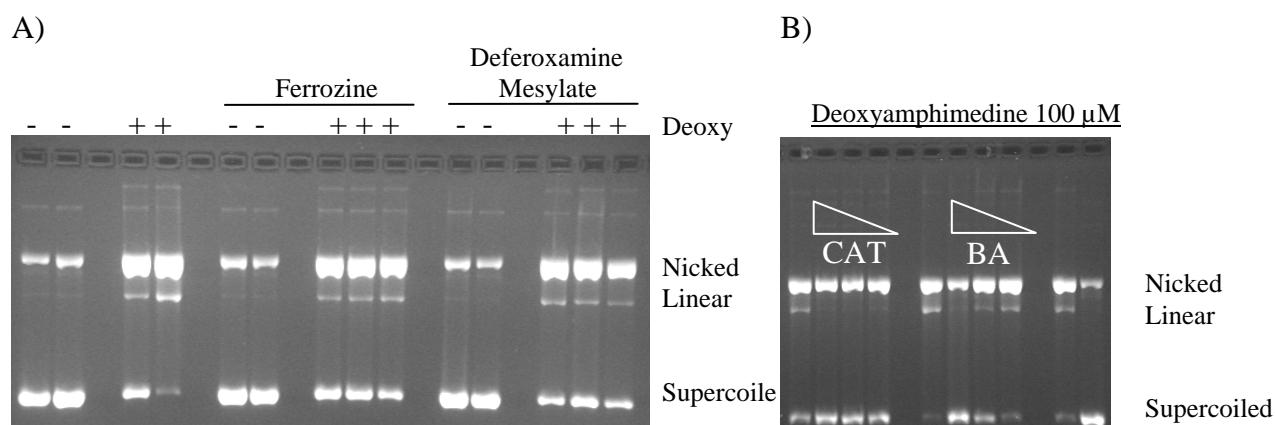 A)
Ferrozine
Deferoxamine
Mesylate
- - + + - - + + + - - + + + Deoxy
Nicked
Linear
Supercoile
B)
Deoxyamphimedine 100 µM
CAT BA
Nicked
Linear
Supercoiled